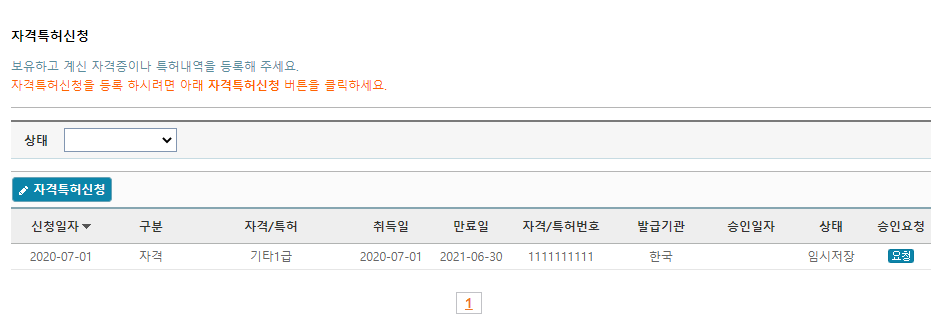 자격특허신청
보유하고 계신 자격증이나 특허내역을 등록해 주세요.
자격특허신청을 등록 하시려면 아래 자격특허신청 버튼을 클릭하세요.
상태
자격특허신청
신청일자 구분 자격/특허 취득일 만료일 자격/특허번호 발급기관 승인일자 상태 승인요청
2020-07-01 자격 기타1급 2020-07-01 2021-06-30 1111111111 한국 임시저장 요청
1